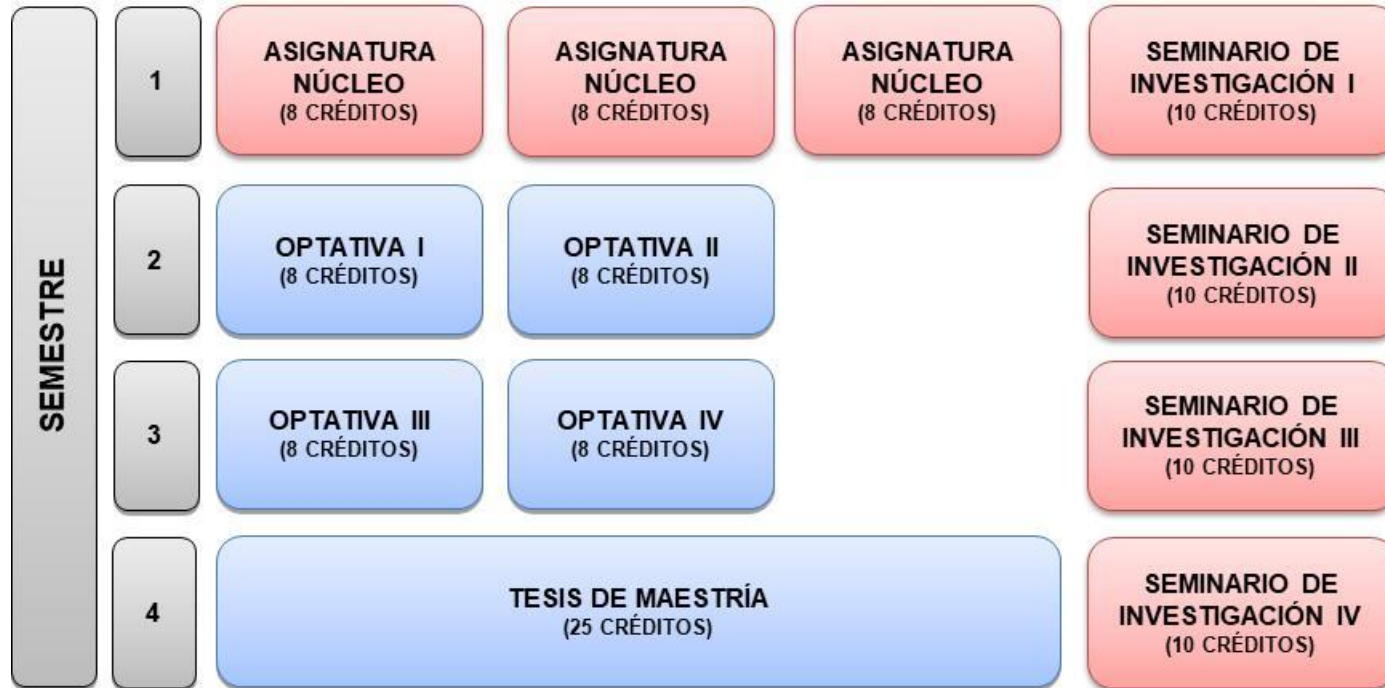 SEMESTRE
1
ASIGNATURA
NÚCLEO
(8 CRÉDITOS)
ASIGNATURA
NÚCLEO
(8 CRÉDITOS)
ASIGNATURA
NÚCLEO
(8 CRÉDITOS)
SEMINARIO DE
INVESTIGACIÓN I
(10 CRÉDITOS)
2
OPTATIVA I
(8 CRÉDITOS)
OPTATIVA II
(8 CRÉDITOS)
SEMINARIO DE
INVESTIGACIÓN II
(10 CRÉDITOS)
3
OPTATIVA III
(8 CRÉDITOS)
OPTATIVA IV
(8 CRÉDITOS)
SEMINARIO DE
INVESTIGACIÓN III
(10 CRÉDITOS)
4
TESIS DE MAESTRÍA
(25 CRÉDITOS)
SEMINARIO DE
INVESTIGACIÓN IV
(10 CRÉDITOS)